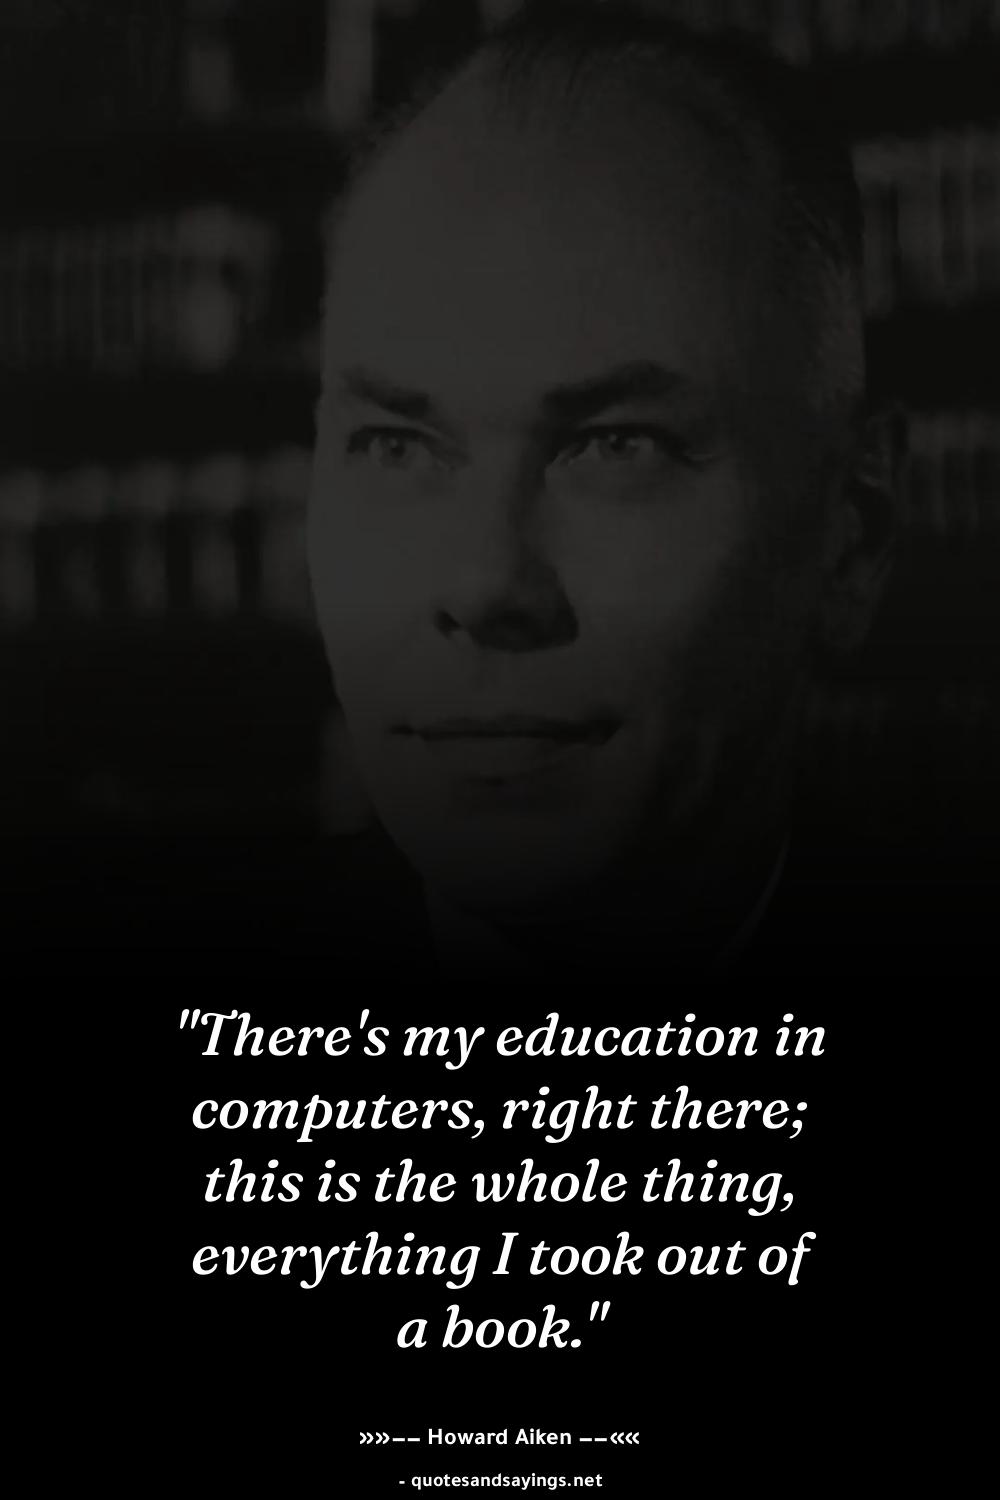 "There's my education in
computers, right there;
this is the whole thing,
everything I took out of
a book."
»»−− Howard Aiken −−««
- quotesandsayings.net